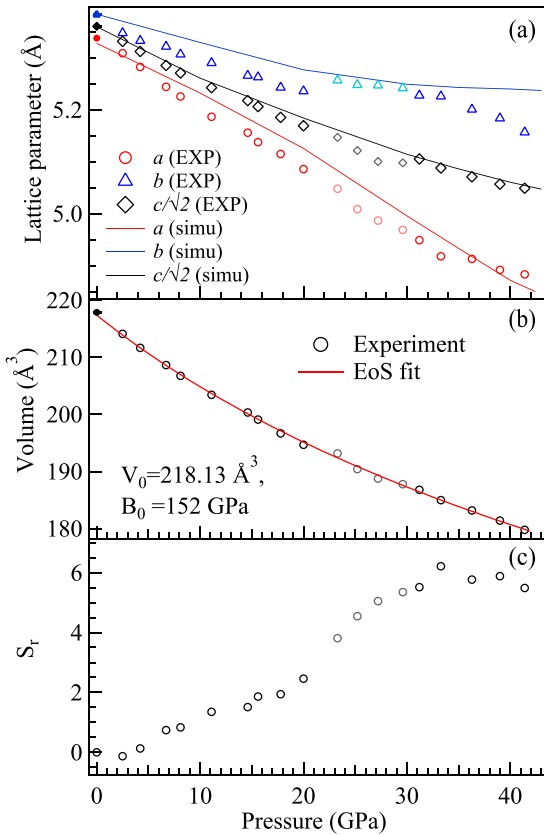 (a)
Lattice parameter (Å)
5.2
5.0
a (EXP)
b (EXP)
c/√2 (EXP)
a (simu)
b (simu)
c/√2 (simu)
(b)
Volume (Å³)
220
210
200
190
180
Experiment
EoS fit
V₀=218.13 Å³,
B₀=152 GPa
(c)
Sᵣ
6
4
2
0
0
10
20
30
40
Pressure (GPa)